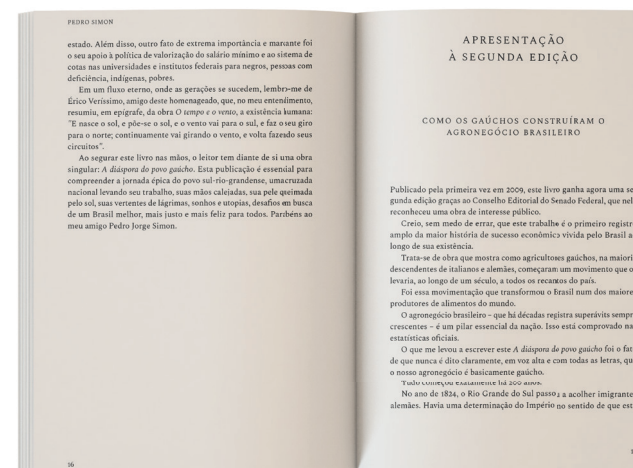 PEDRO SIMON
estado. Além disso, outro fato de extrema importância e marcante foi
o seu apoio à política de valorização do salário mínimo e ao sistema de
cotas nas universidades e institutos federais para negros, pessoas com
deficiência, indígenas, pobres.
Em um fluxo eterno, onde as gerações se sucedem, lembro-me de
Érico Veríssimo, amigo deste homenageado, que, no meu entendimento,
resumiu, em epígrafe, da obra O tempo e o vento, a existência humana:
"E nasce o sol, e põe-se o sol, e o vento vai para o sul, e faz o seu giro
para o norte; continuamente vai girando o vento, e volta fazendo seus
circuitos".
Ao segurar este livro nas mãos, o leitor tem diante de si uma obra
singular: A diáspora do povo gaúcho. Esta publicação é essencial para
compreender a jornada épica do povo sul-rio-grandense, uma cruzada
nacional levando seu trabalho, suas mãos calejadas, sua pele queimada
pelo sol, suas vertentes de lágrimas, sonhos e utopias, desafios em busca
de um Brasil melhor, mais justo e mais feliz para todos. Parabéns ao
meu amigo Pedro Jorge Simon.
16
APRESENTAÇÃO
À SEGUNDA EDIÇÃO
COMO OS GAÚCHOS CONSTRUÍRAM O
AGRONEGÓCIO BRASILEIRO
Publicado pela primeira vez em 2009, este livro ganha agora uma se
gunda edição graças ao Conselho Editorial do Senado Federal, que nel
reconheceu uma obra de interesse público.
Creio, sem medo de errar, que este trabalho é o primeiro registr
amplo da maior história de sucesso econômico vivida pelo Brasil a
longo de sua existência.
Trata-se de obra que mostra como agricultores gaúchos, na maiori
descendentes de italianos e alemães, começaram um movimento que o
levaria, ao longo de um século, a todos os recantos do país.
Foi essa movimentação que transformou o Brasil num dos maiore
produtores de alimentos do mundo.
O agronegócio brasileiro – que há décadas registra superávits sempr
crescentes – é um pilar essencial da nação. Isso está comprovado na
estatísticas oficiais.
O que me levou a escrever este A diáspora do povo gaúcho foi o fat
de que nunca é dito claramente, em voz alta e com todas as letras, qu
o nosso agronegócio é basicamente gaúcho.
Tudo começou exatamente há 200 anos.
No ano de 1824, o Rio Grande do Sul passou a acolher imigrante
alemães. Havia uma determinação do Império no sentido de que est